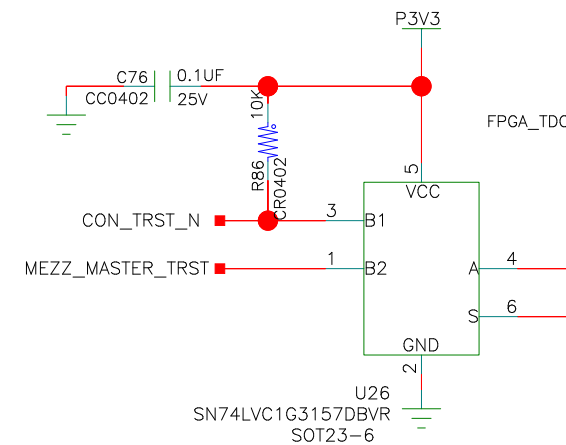 P3V3
C76 0.1UF
CC0402 25V
10K
FPGA_TDO
R86
CR0402
5
VCC
CON_TRST_N 3 B1
MEZZ_MASTER_TRST 1 B2
A 4
S 6
GND
2
U26
SN74LVC1G3157DBVR
SOT23-6